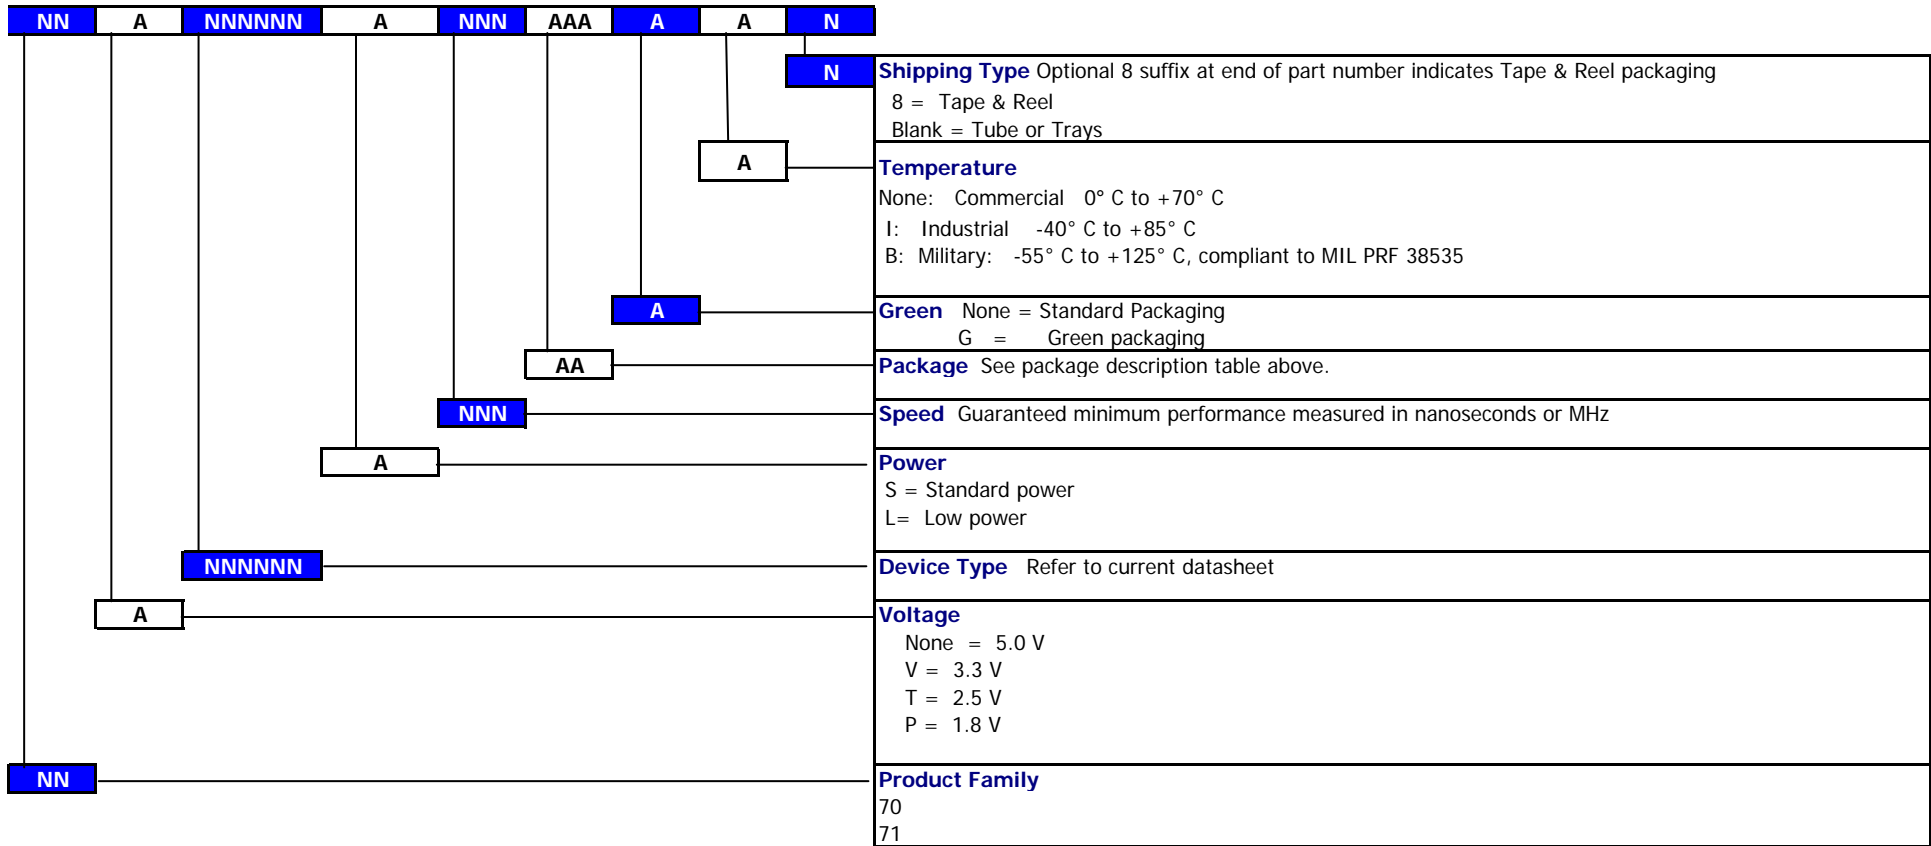 NN A NNNNNN A NNN AAA A A N
N Shipping Type Optional 8 suffix at end of part number indicates Tape & Reel packaging
8 = Tape & Reel
Blank = Tube or Trays
A Temperature
None: Commercial 0° C to +70° C
I: Industrial -40° C to +85° C
B: Military: -55° C to +125° C, compliant to MIL PRF 38535
A Green None = Standard Packaging
G = Green packaging
AA Package See package description table above.
NNN Speed Guaranteed minimum performance measured in nanoseconds or MHz
A Power
S = Standard power
L= Low power
NNNNNN Device Type Refer to current datasheet
A Voltage
None = 5.0 V
V = 3.3 V
T = 2.5 V
P = 1.8 V
NN Product Family
70
71